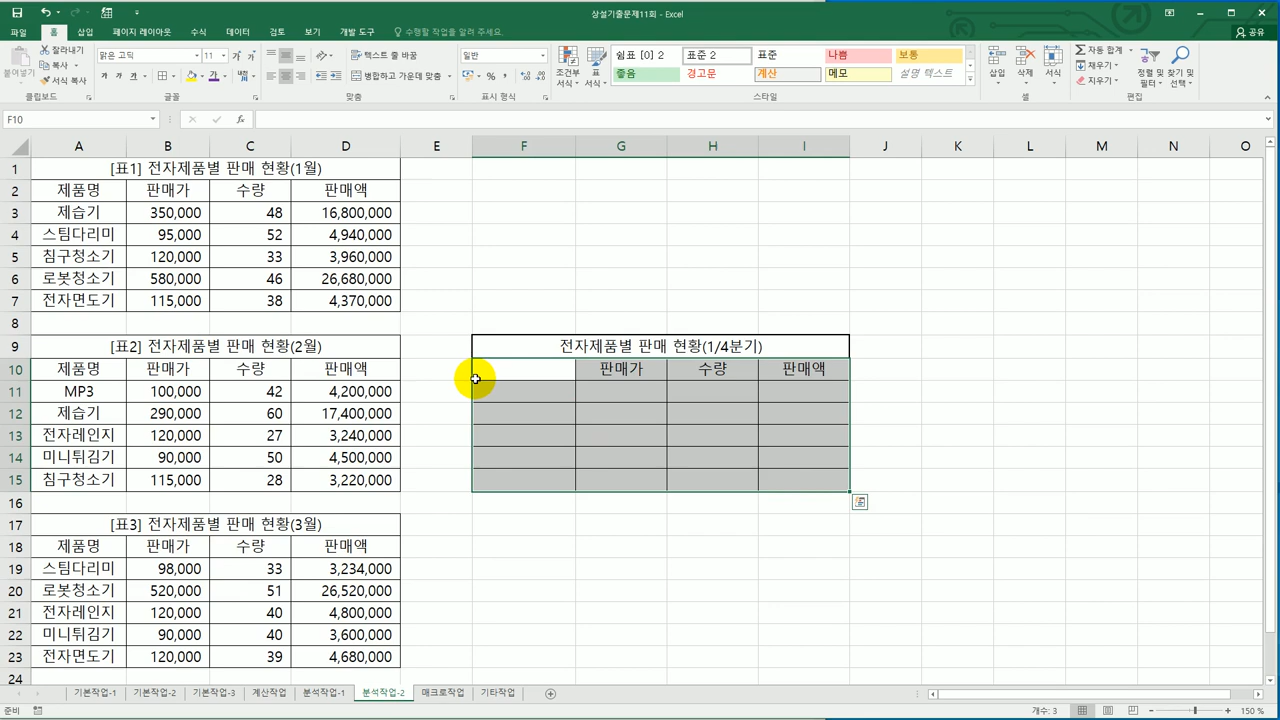 상설기출문제11회 - Excel
파일 홈 삽입 페이지 레이아웃 수식 데이터 검토 보기 개발 도구 수행할 작업을 알려 주세요. 공유
붙여넣기 잘라내기 복사 서식 복사 클립보드
맑은 고딕 11 가 가 가 가 가 글꼴
텍스트 줄 바꿈 병합하고 가운데 맞춤 맞춤
일반 표시 형식
조건부 서식 표 서식 쉼표 [0] 2 표준 2 표준 나쁨 보통
좋음 경고문 계산 메모 설명 텍스트
스타일
삽입 삭제 서식 셀
자동 합계 채우기 지우기 정렬 및 필터 찾기 및 선택 편집
F10 fx
A B C D E F G H I J K L M N O
1 [표1] 전자제품별 판매 현황(1월)
2 제품명 판매가 수량 판매액
3 제습기 350,000 48 16,800,000
4 스팀다리미 95,000 52 4,940,000
5 침구청소기 120,000 33 3,960,000
6 로봇청소기 580,000 46 26,680,000
7 전자면도기 115,000 38 4,370,000
8
9 [표2] 전자제품별 판매 현황(2월) 전자제품별 판매 현황(1/4분기)
10 제품명 판매가 수량 판매액 판매가 수량 판매액
11 MP3 100,000 42 4,200,000
12 제습기 290,000 60 17,400,000
13 전자레인지 120,000 27 3,240,000
14 미니튀김기 90,000 50 4,500,000
15 침구청소기 115,000 28 3,220,000
16
17 [표3] 전자제품별 판매 현황(3월)
18 제품명 판매가 수량 판매액
19 스팀다리미 98,000 33 3,234,000
20 로봇청소기 520,000 51 26,520,000
21 전자레인지 120,000 40 4,800,000
22 미니튀김기 90,000 40 3,600,000
23 전자면도기 120,000 39 4,680,000
24
기본작업-1 기본작업-2 기본작업-3 계산작업 분석작업-1 분석작업-2 매크로작업 기타작업
준비 개수: 3 150 %